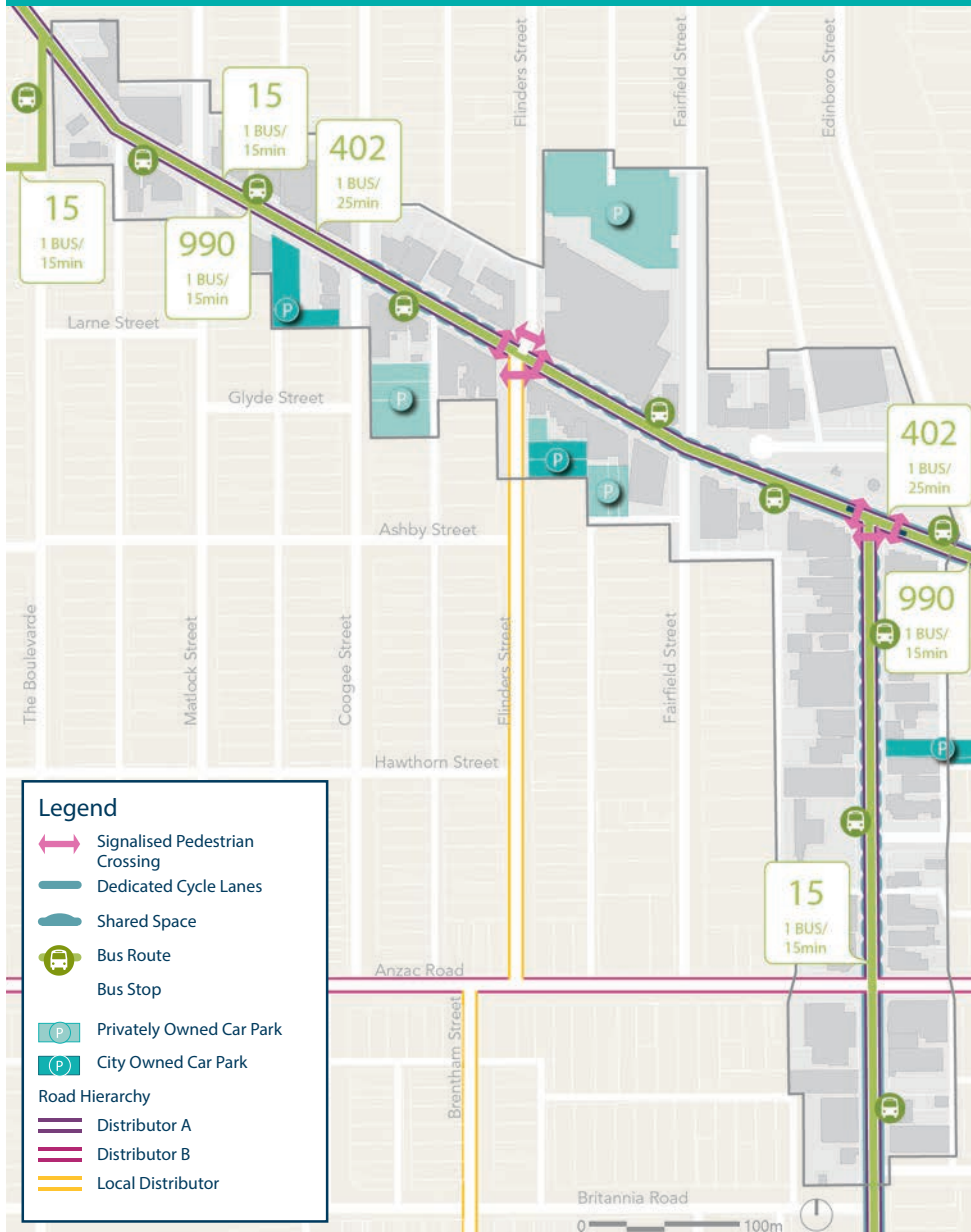 Flinders Street
Fairfield Street
Edinboro Street
15
1 BUS/
15min
402
1 BUS/
25min
15
1 BUS/
15min
990
1 BUS/
15min
P
P
Larne Street
Glyde Street
P
402
1 BUS/
25min
P
P
Ashby Street
990
1 BUS/
15min
The Boulevarde
Matlock Street
Coogee Street
Flinders Street
Fairfield Street
P
Hawthorn Street
Legend
Signalised Pedestrian
Crossing
Dedicated Cycle Lanes
Shared Space
Bus Route
Bus Stop
P
Privately Owned Car Park
P
City Owned Car Park
Road Hierarchy
Distributor A
Distributor B
Local Distributor
15
1 BUS/
15min
Anzac Road
Brentham Street
Britannia Road
0
100m